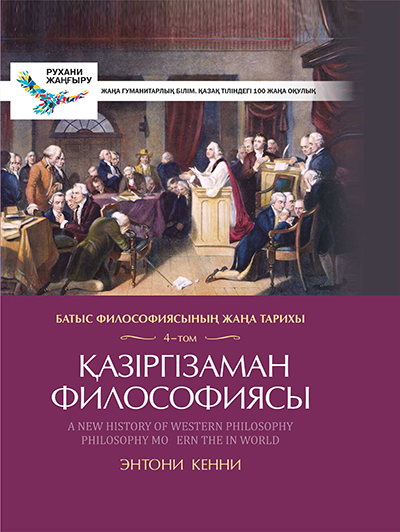 РУХАНИ
ЖАҢҒЫРУ
ЖАҢА ГУМАНИТАРЛЫҚ БІЛІМ. ҚАЗАҚ ТІЛІНДЕГІ 100 ЖАҢА ОҚУЛЫҚ
БАТЫС ФИЛОСОФИЯСЫНЫҢ ЖАҢА ТАРИХЫ
4–ТОМ
ҚАЗІРГІЗАМАН
ФИЛОСОФИЯСЫ
A NEW HISTORY OF WESTERN PHILOSOPHY
PHILOSOPHY MO ERN THE IN WORLD
ЭНТОНИ КЕННИ